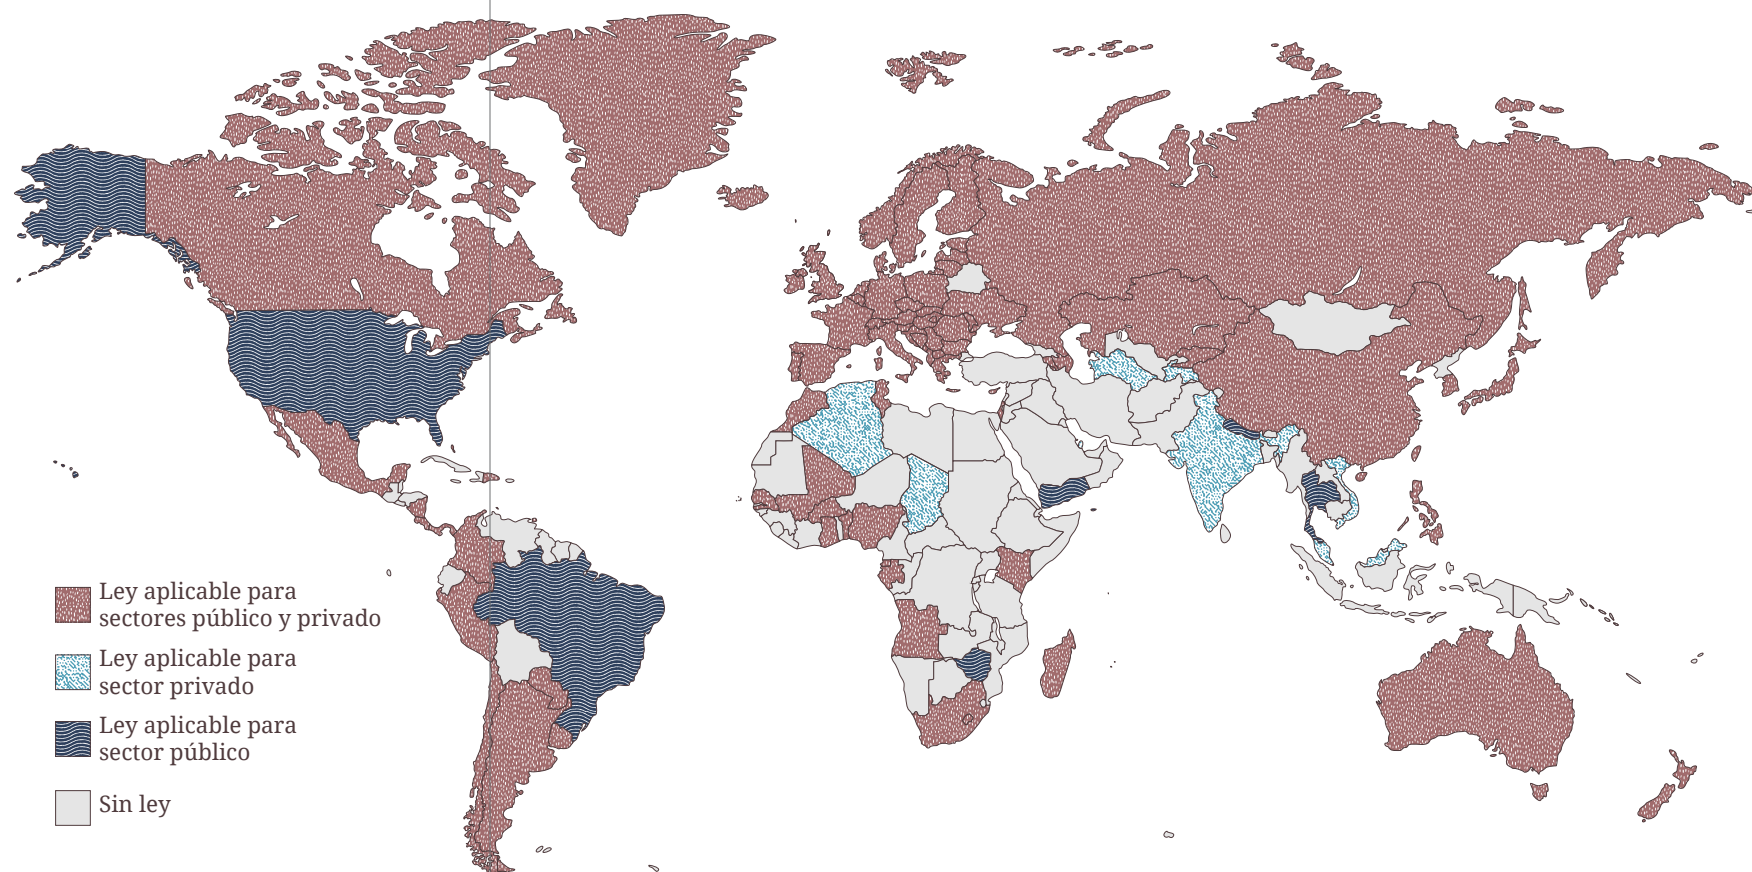 Ley aplicable para
sectores público y privado
Ley aplicable para
sector privado
Ley aplicable para
sector público
Sin ley